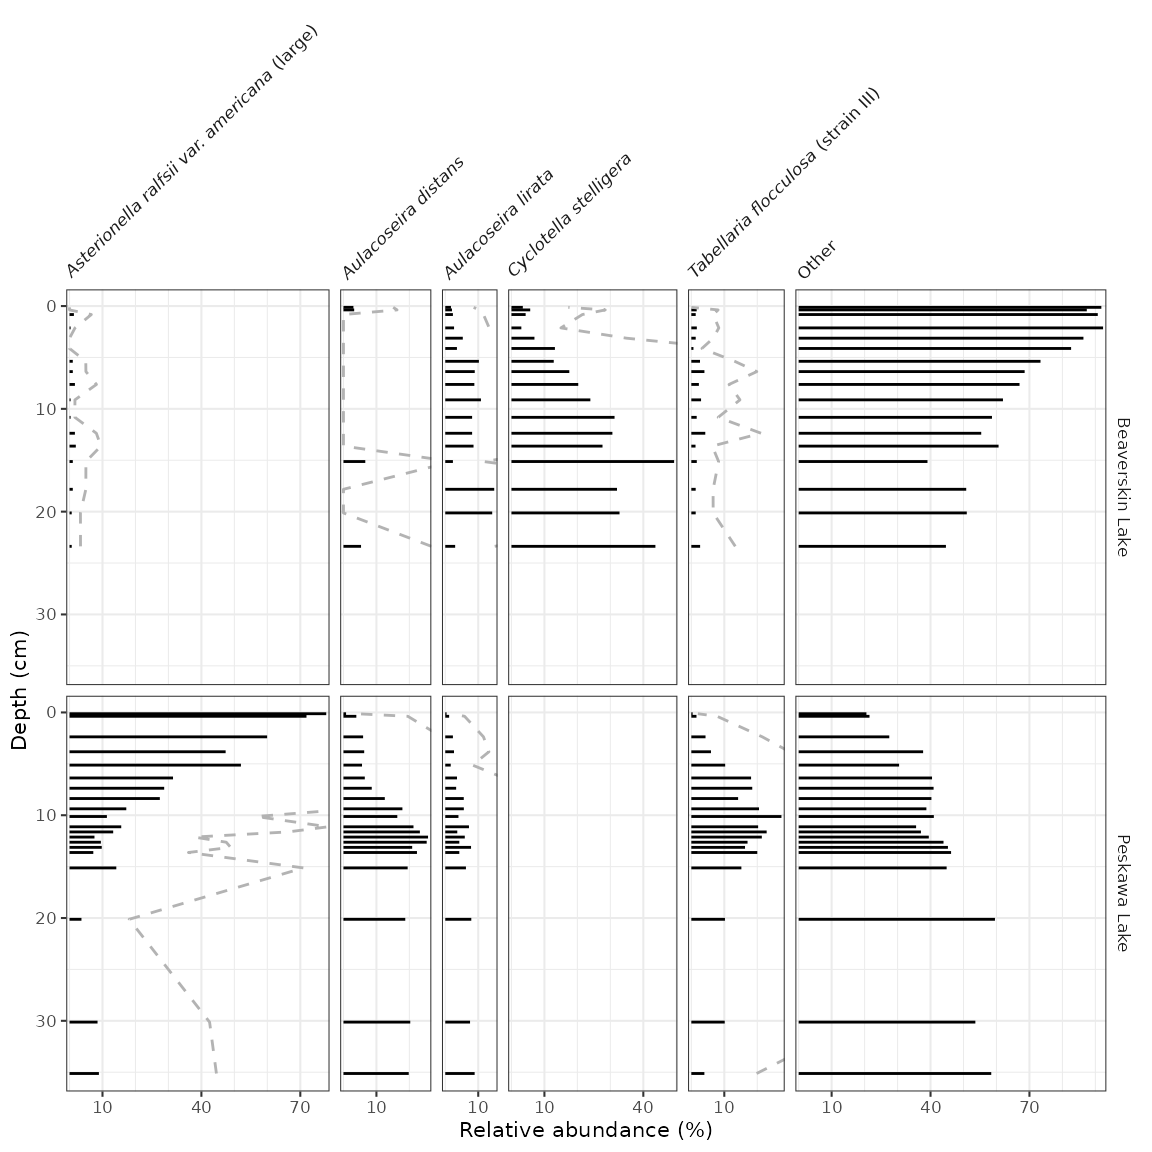 Asterionella ralfsii var. americana (large)
Aulacoseira distans
Aulacoseira lirata
Cyclotella stelligera
Tabellaria flocculosa (strain III)
Other
0
10
20
30
Beaverskin Lake
Depth (cm)
0
10
20
30
Peskawa Lake
10 40 70 10 10 10 40 10 10 40 70
Relative abundance (%)